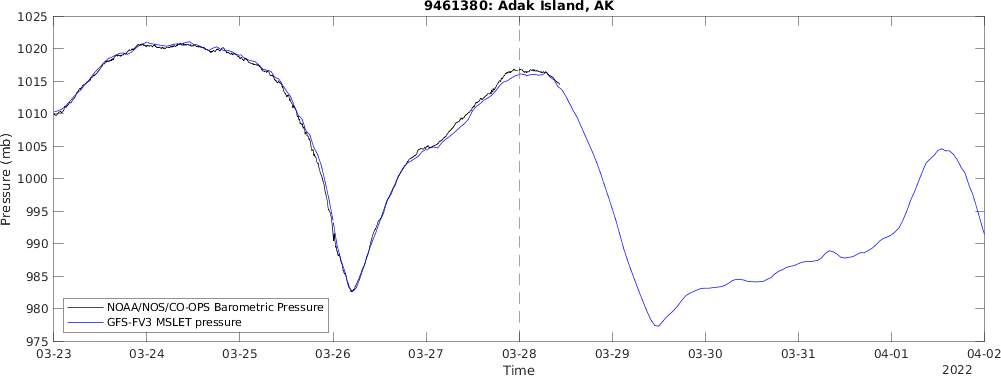 9461380: Adak Island, AK
Pressure (mb)
1025
1020
1015
1010
1005
1000
995
990
985
980
975
NOAA/NOS/CO-OPS Barometric Pressure
GFS-FV3 MSLET pressure
03-23 03-24 03-25 03-26 03-27 03-28 03-29 03-30 03-31 04-01 04-02
Time
2022